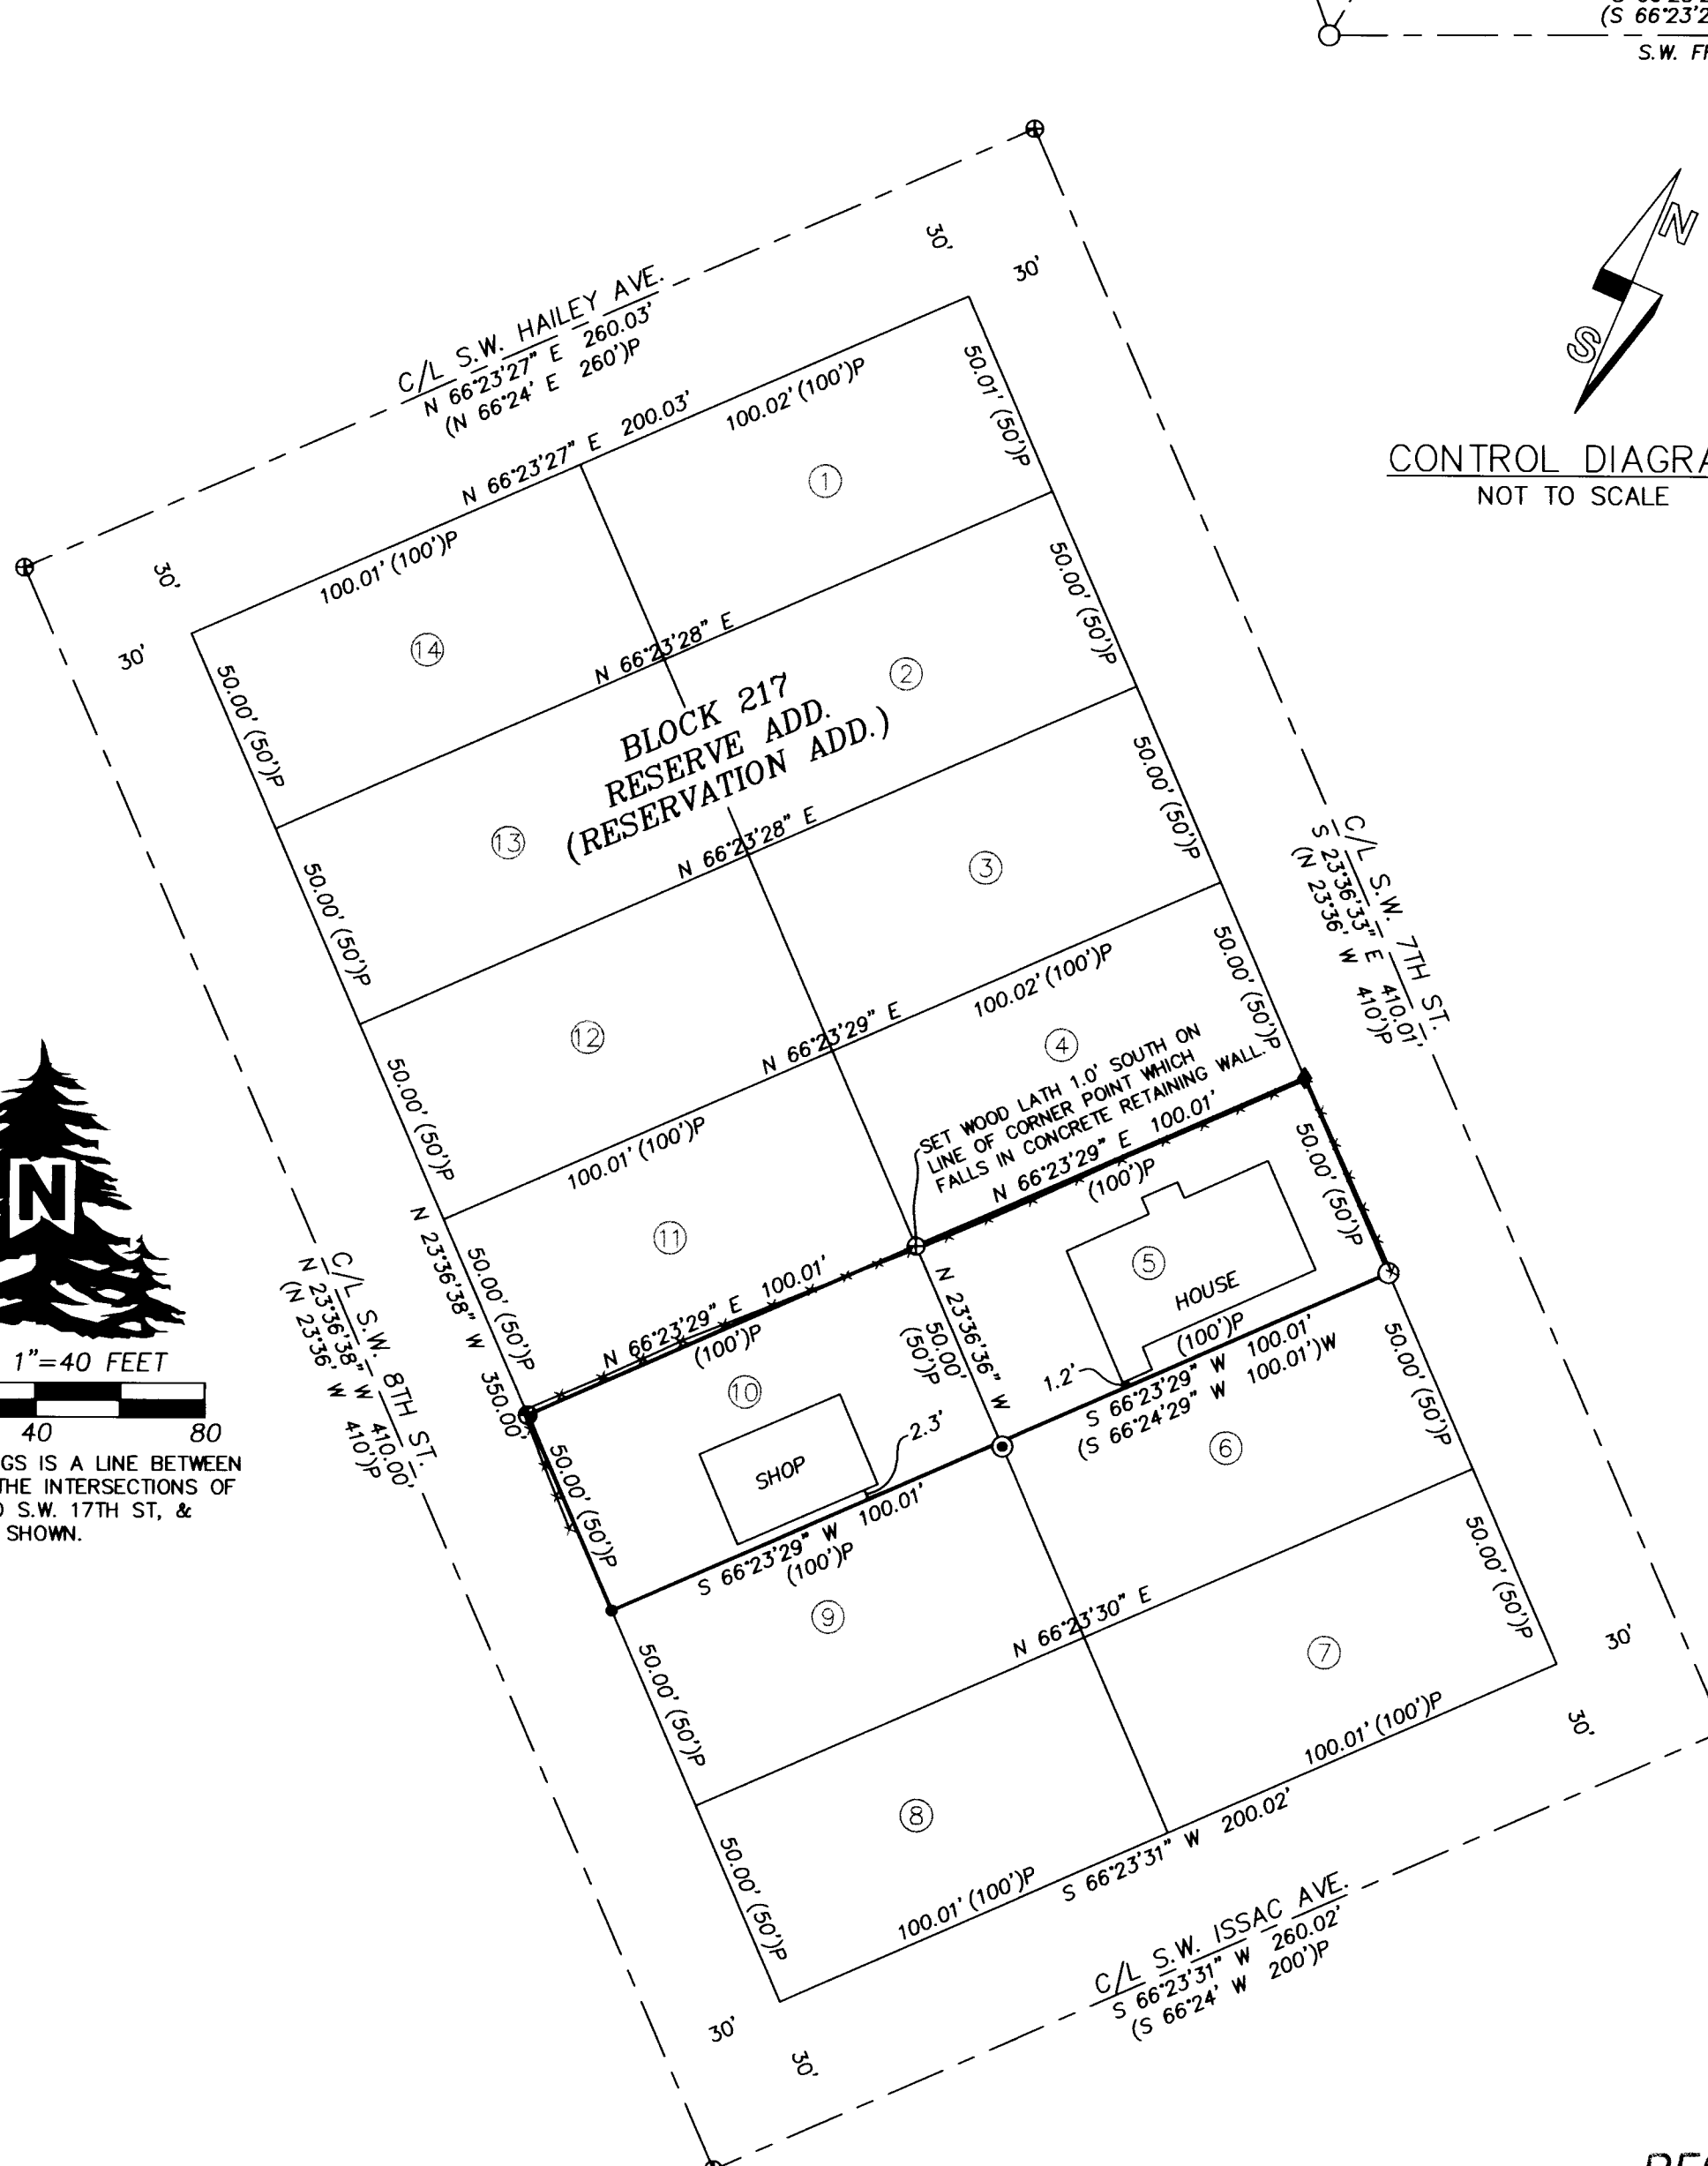 (S 66°23'2
S.W. F
30'
30'
C/L S.W. HAILEY AVE.
N 66°23'27" E 260.03'
(N 66°24' E 260')P
N 66°23'27" E 200.03'
100.02' (100')P
50.01' (50')P
1
N
S
CONTROL DIAGRA
NOT TO SCALE
30'
30'
100.01' (100')P
14
50.00' (50')P
N 66°23'28" E
2
50.00' (50')P
BLOCK 217
RESERVE ADD.
(RESERVATION ADD.)
13
50.00' (50')P
N 66°23'28" E
3
50.00' (50')P
C/L S.W. 7TH ST.
S 23°36'33" E 410.01'
(N 23°36' W 410')P
12
50.00' (50')P
N 66°23'29" E
100.02' (100')P
4
50.00' (50')P
SET WOOD LATH 1.0' SOUTH ON
LINE OF CORNER POINT WHICH
FALLS IN CONCRETE RETAINING WALL.
N 66°23'29" E 100.01'
(100')P
50.00' (50')P
100.01' (100')P
11
N 23°36'38" W 350.00'
50.00' (50')P
C/L S.W. 8TH ST.
N 23°36'38" W 410.00'
(N 23°36' W 410')P
N
1"=40 FEET
40
80
GS IS A LINE BETWEEN
THE INTERSECTIONS OF
S.W. 17TH ST, &
SHOWN.
N 66°23'29" E 100.01'
(100')P
10
N 23°36'36" W
50.00'
(50')P
5
HOUSE
1.2'
(100')P
S 66°23'29" W 100.01'
(S 66°24'29" W 100.01')W
50.00' (50')P
50.00' (50')P
SHOP
2.3'
S 66°23'29" W 100.01'
(100')P
6
9
50.00' (50')P
N 66°23'30" E
7
50.00' (50')P
30'
30'
8
50.00' (50')P
100.01' (100')P
100.01' (100')P
S 66°23'31" W 200.02'
C/L S.W. ISSAC AVE.
S 66°23'31" W 260.02'
(S 66°24' W 200')P
30'
30'